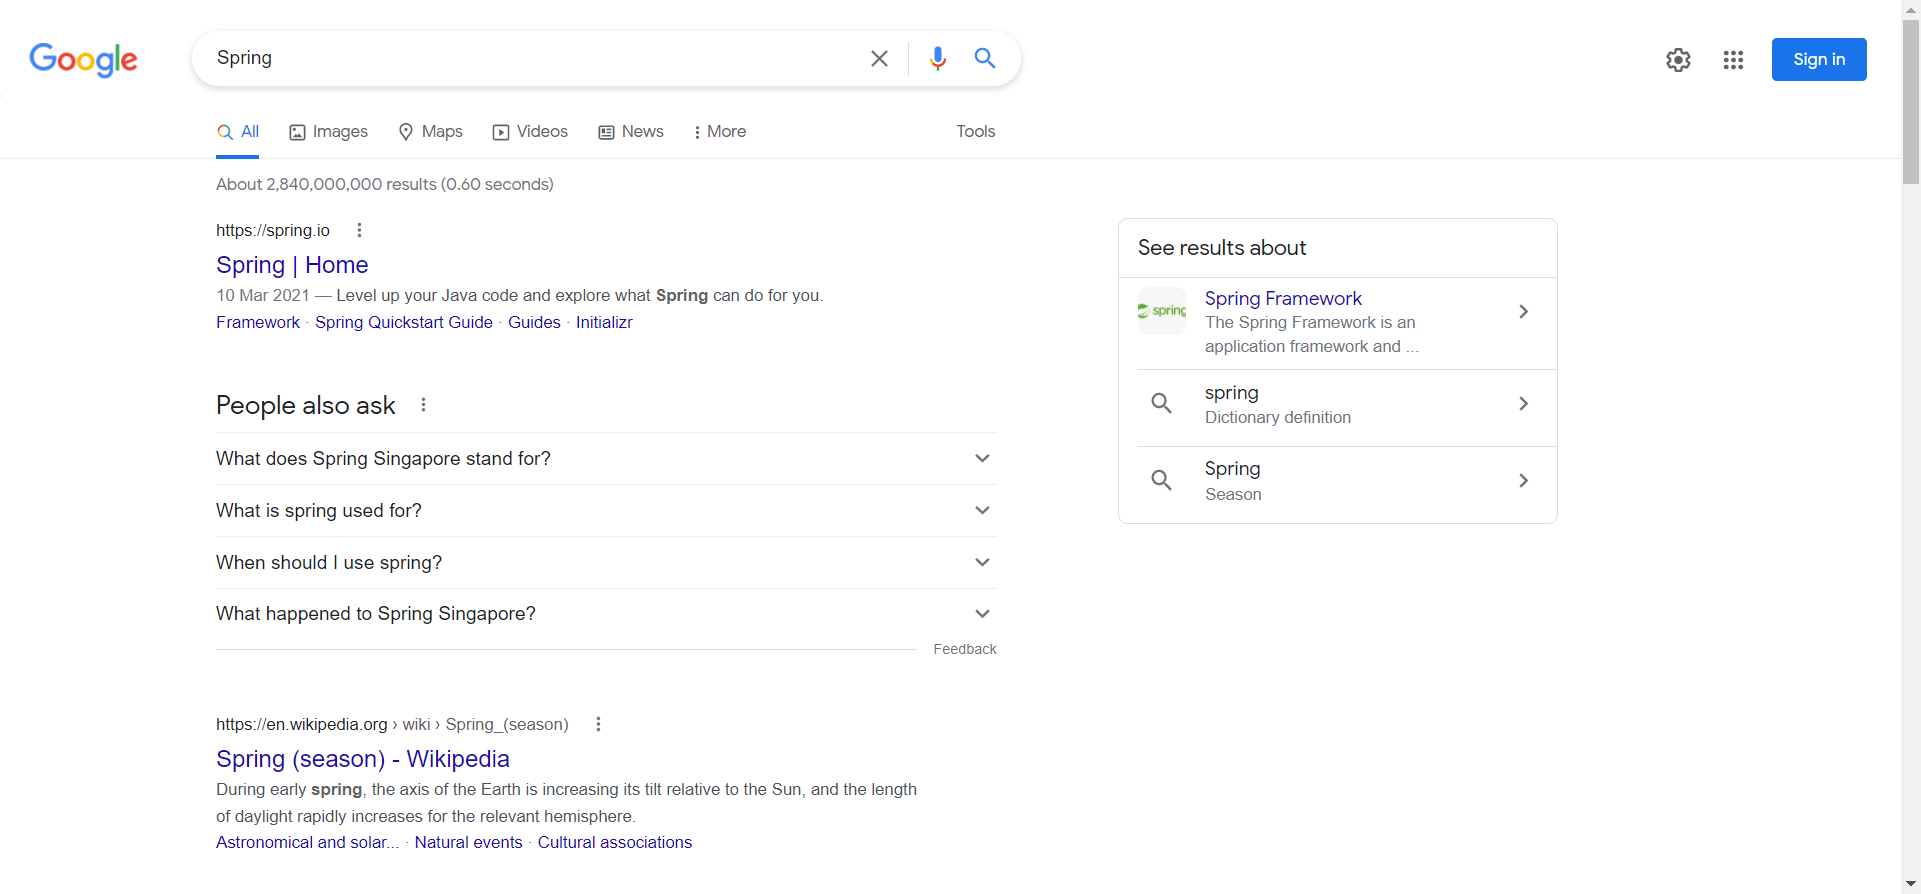 Google
Spring
Sign in
All
Images
Maps
Videos
News
More
Tools
About 2,840,000,000 results (0.60 seconds)
https://spring.io
Spring | Home
10 Mar 2021 — Level up your Java code and explore what Spring can do for you.
Framework · Spring Quickstart Guide · Guides · Initializr
People also ask
What does Spring Singapore stand for?
What is spring used for?
When should I use spring?
What happened to Spring Singapore?
Feedback
https://en.wikipedia.org › wiki › Spring_(season)
Spring (season) - Wikipedia
During early spring, the axis of the Earth is increasing its tilt relative to the Sun, and the length
of daylight rapidly increases for the relevant hemisphere.
Astronomical and solar... · Natural events · Cultural associations
See results about
spring
Spring Framework
The Spring Framework is an
application framework and ...
spring
Dictionary definition
Spring
Season